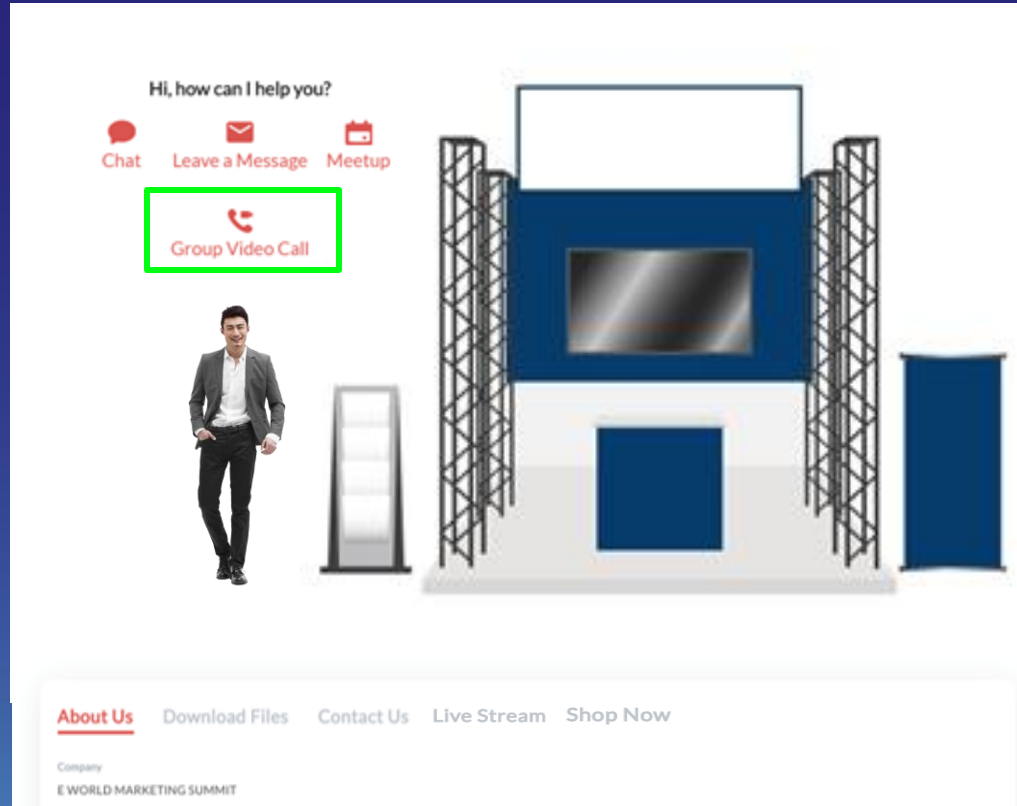 Hi, how can I help you?
Chat Leave a Message Meetup
Group Video Call
About Us Download Files Contact Us Live Stream Shop Now
Company
E WORLD MARKETING SUMMIT